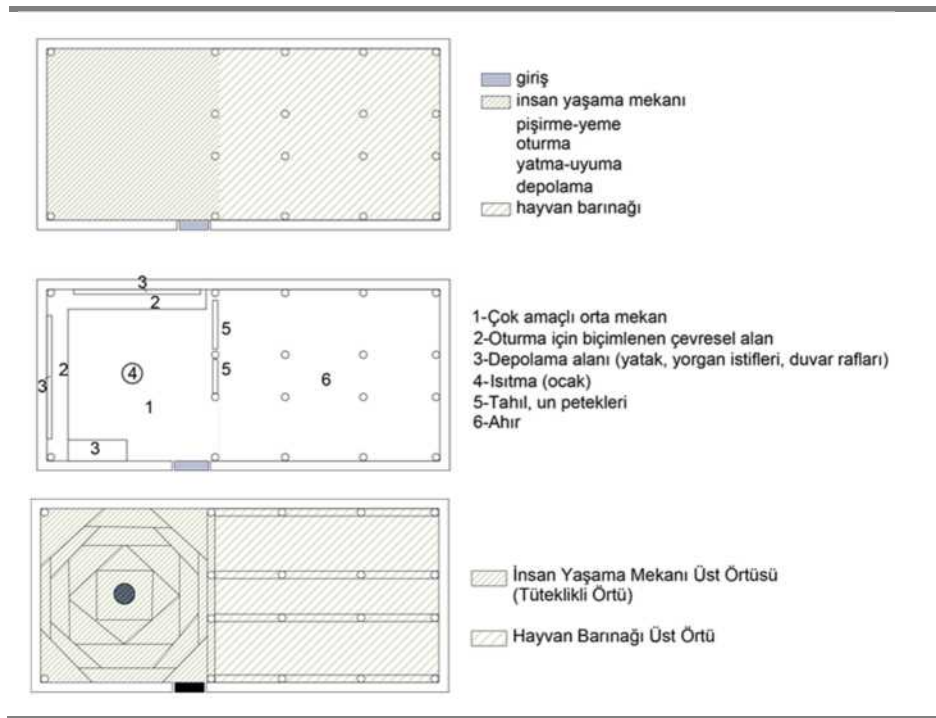 giriş
insan yaşama mekanı
pişirme-yeme
oturma
yatma-uyuma
depolama
hayvan barınağı
3
2
5
3
2
4
5
6
1
3
1-Çok amaçlı orta mekan
2-Oturma için biçimlenen çevresel alan
3-Depolama alanı (yatak, yorgan istifleri, duvar rafları)
4-Isıtma (ocak)
5-Tahıl, un petekleri
6-Ahır
İnsan Yaşama Mekanı Üst Örtüsü
(Tüteklikli Örtü)
Hayvan Barınağı Üst Örtü